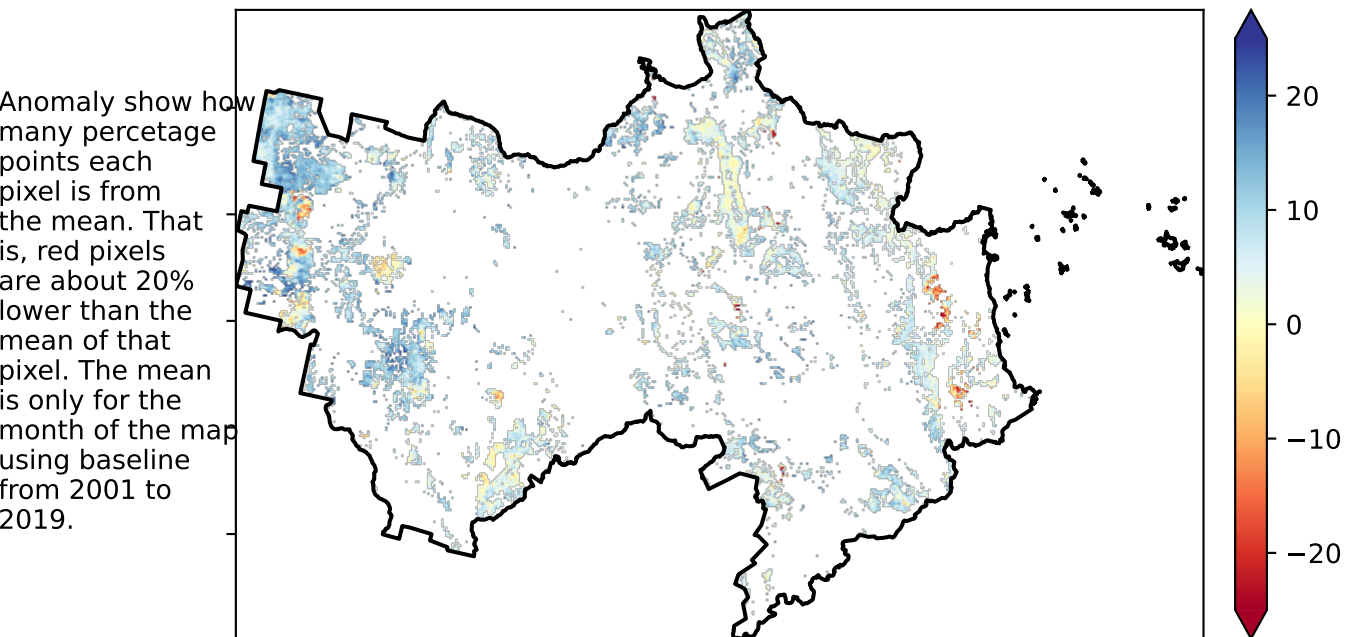 Anomaly show how
many percetage
points each
pixel is from
the mean. That
is, red pixels
are about 20%
lower than the
mean of that
pixel. The mean
is only for the
month of the map
using baseline
from 2001 to
2019.
20
10
0
−10
−20